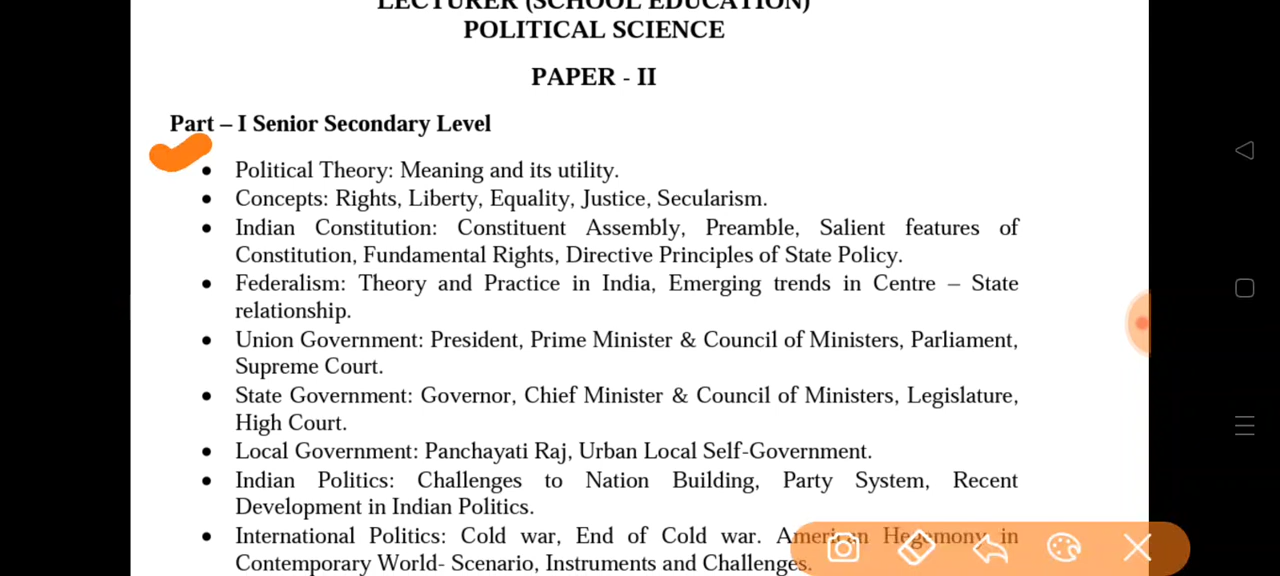 LECTURER (SCHOOL EDUCATION)
POLITICAL SCIENCE
PAPER - II
Part – I Senior Secondary Level
• Political Theory: Meaning and its utility.
• Concepts: Rights, Liberty, Equality, Justice, Secularism.
• Indian Constitution: Constituent Assembly, Preamble, Salient features of
Constitution, Fundamental Rights, Directive Principles of State Policy.
• Federalism: Theory and Practice in India, Emerging trends in Centre – State
relationship.
• Union Government: President, Prime Minister & Council of Ministers, Parliament,
Supreme Court.
• State Government: Governor, Chief Minister & Council of Ministers, Legislature,
High Court.
• Local Government: Panchayati Raj, Urban Local Self-Government.
• Indian Politics: Challenges to Nation Building, Party System, Recent
Development in Indian Politics.
• International Politics: Cold war, End of Cold war. American Hegemony in
Contemporary World- Scenario, Instruments and Challenges.